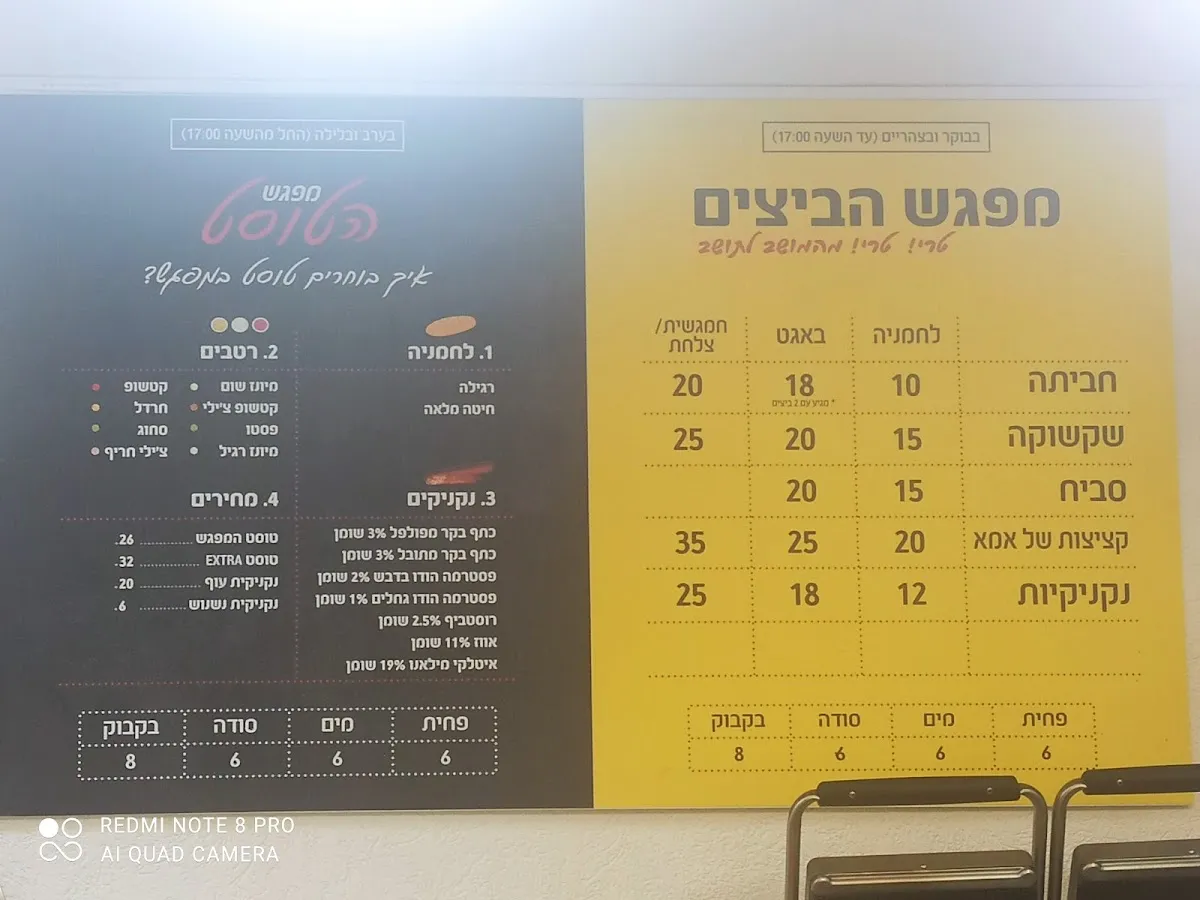 בבוקר ובצהריים (עד השעה 17:00)
מפגש הביצים
טרי! טרי! מהמושב לתושב
לחמניה באגט חמגשית/
צלחת
חביתה 10 18 20
* מגיע עם 2 ביצים
שקשוקה 15 20 25
סביח 15 20
קציצות של אמא 20 25 35
נקניקיות 12 18 25
פחית מים סודה בקבוק
6 6 6 8
בערב ובלילה (החל מהשעה 17:00)
מפגש
הטוסט
איך בוחרים טוסט במפגש?
1. לחמניה
רגילה
חיטה מלאה
2. רטבים
מיונז שום קטשופ
קטשופ צ'ילי חרדל
פסטו סחוג
מיונז רגיל צ'ילי חריף
3. נקניקים
כתף בקר מפולפל 3% שומן
כתף בקר מתובל 3% שומן
פסטרמה הודו בדבש 2% שומן
פסטרמה הודו גחלים 1% שומן
רוסטביף 2.5% שומן
אווז 11% שומן
איטלקי מילאנו 19% שומן
4. מחירים
טוסט המפגש ........... 26.
טוסט EXTRA ........... 32.
נקניקית עוף ........... 20.
נקניקית נשנוש ........... 6.
פחית מים סודה בקבוק
6 6 6 8
REDMI NOTE 8 PRO
AI QUAD CAMERA